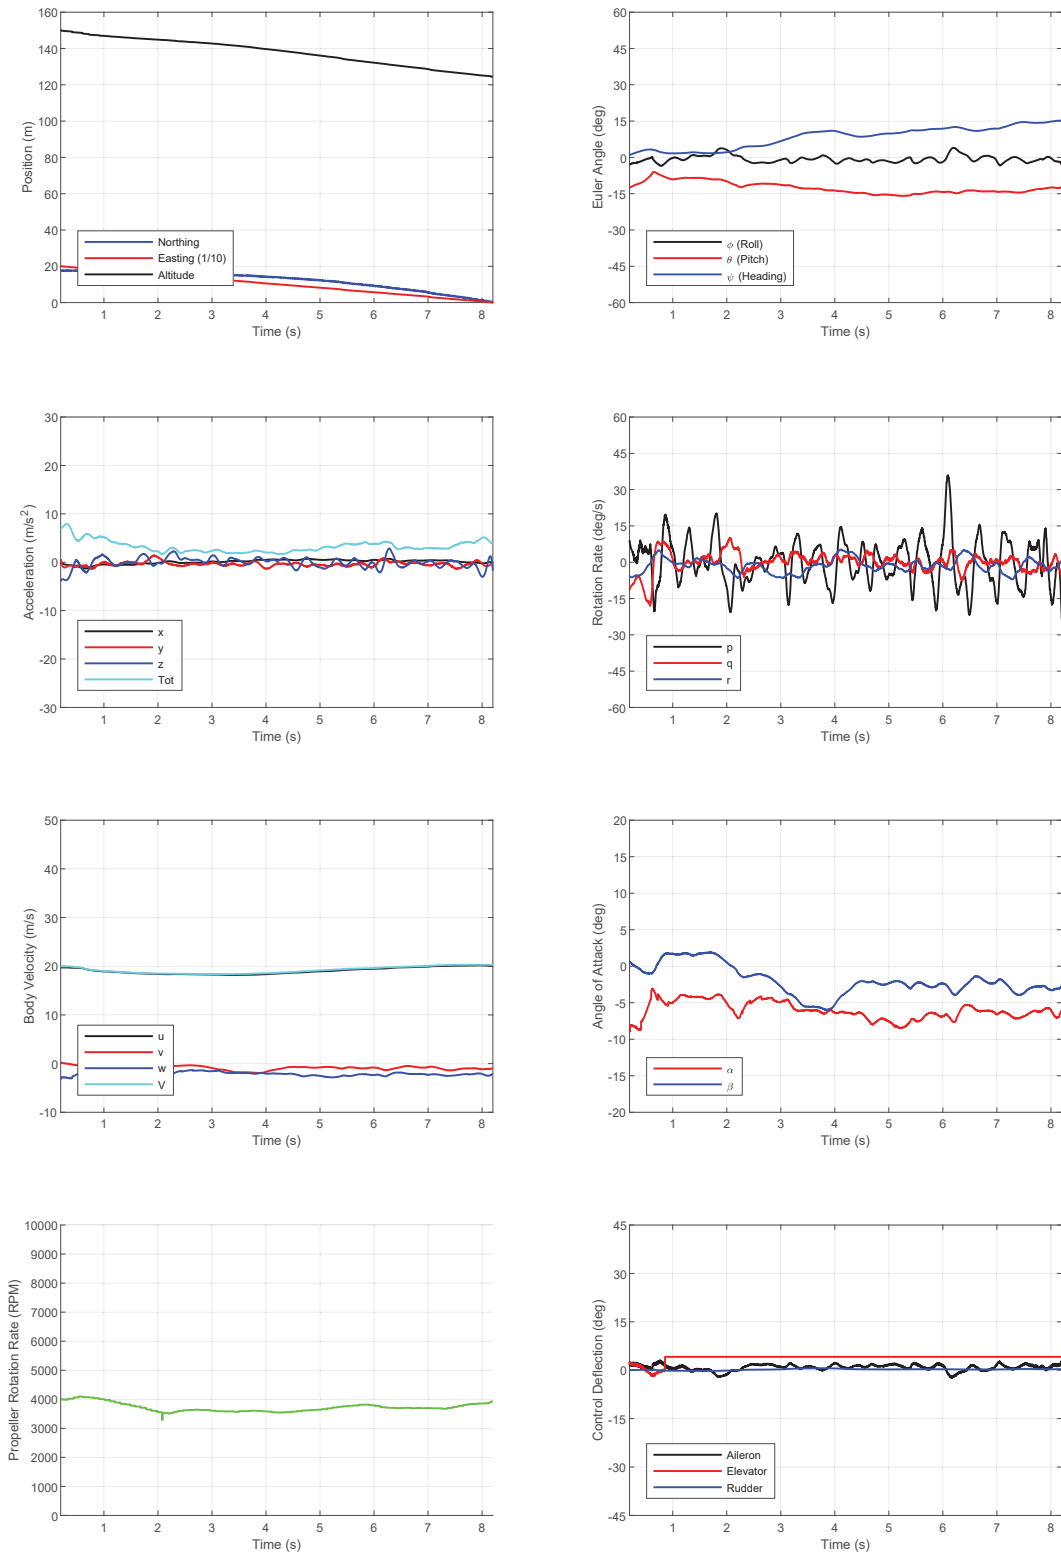 160
140
120
100
80
60
40
20
0
Position (m)
Northing
Easting (1/10)
Altitude
1 2 3 4 5 6 7 8
Time (s)
60
45
30
15
0
-15
-30
-45
-60
Euler Angle (deg)
ϕ (Roll)
θ (Pitch)
ψ (Heading)
1 2 3 4 5 6 7 8
Time (s)
30
20
10
0
-10
-20
-30
Acceleration (m/s²)
x
y
z
Tot
1 2 3 4 5 6 7 8
Time (s)
60
45
30
15
0
-15
-30
-45
-60
Rotation Rate (deg/s)
p
q
r
1 2 3 4 5 6 7 8
Time (s)
50
40
30
20
10
0
-10
Body Velocity (m/s)
u
v
w
V
1 2 3 4 5 6 7 8
Time (s)
20
15
10
5
0
-5
-10
-15
-20
Angle of Attack (deg)
α
β
1 2 3 4 5 6 7 8
Time (s)
10000
9000
8000
7000
6000
5000
4000
3000
2000
1000
0
Propeller Rotation Rate (RPM)
1 2 3 4 5 6 7 8
Time (s)
45
30
15
0
-15
-30
-45
Control Deflection (deg)
Aileron
Elevator
Rudder
1 2 3 4 5 6 7 8
Time (s)